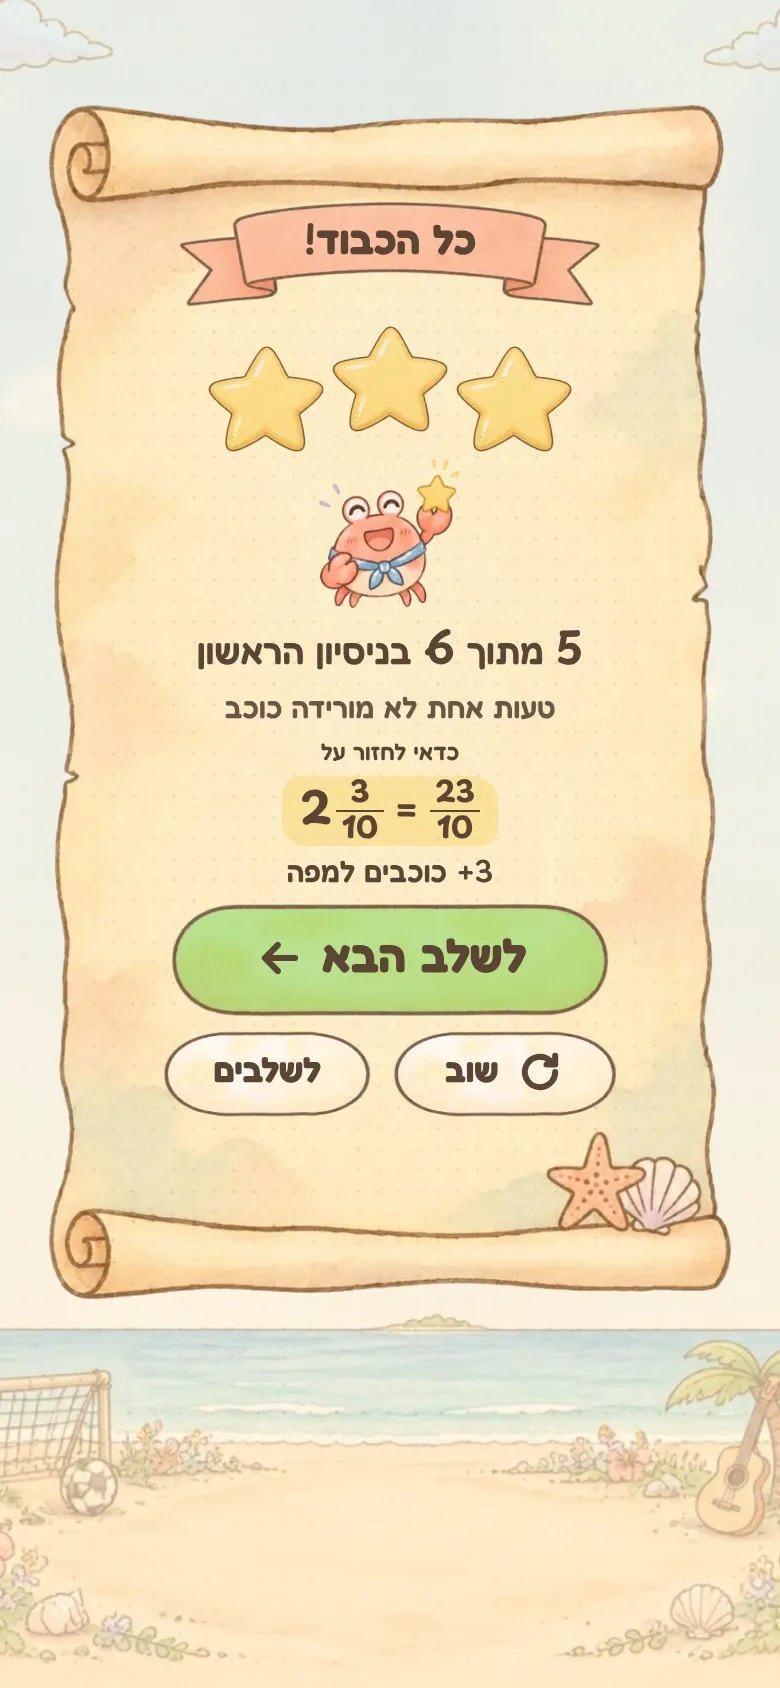 כל הכבוד!
5 מתוך 6 בניסיון הראשון
טעות אחת לא מורידה כוכב
כדאי לחזור על
2 3/10 = 23/10
+3 כוכבים למפה
לשלב הבא ←
שוב
לשלבים